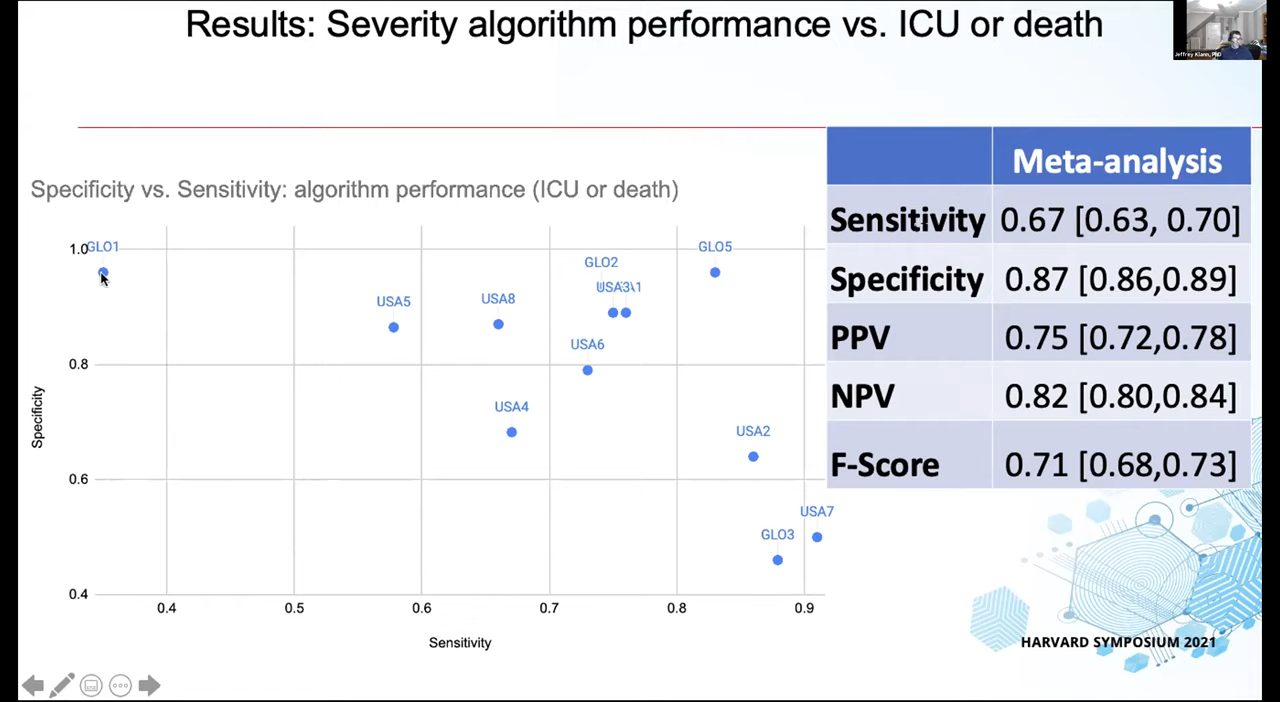 Results: Severity algorithm performance vs. ICU or death
Jeffrey Klann, PhD
Specificity vs. Sensitivity: algorithm performance (ICU or death)
Meta-analysis
Sensitivity 0.67 [0.63, 0.70]
Specificity 0.87 [0.86,0.89]
PPV 0.75 [0.72,0.78]
NPV 0.82 [0.80,0.84]
F-Score 0.71 [0.68,0.73]
1.0
GLO1
GLO5
GLO2
USA3
USA5
USA8
USA6
0.8
USA4
USA2
0.6
USA7
GLO3
0.4
Specificity
0.4 0.5 0.6 0.7 0.8 0.9
Sensitivity
HARVARD SYMPOSIUM 2021